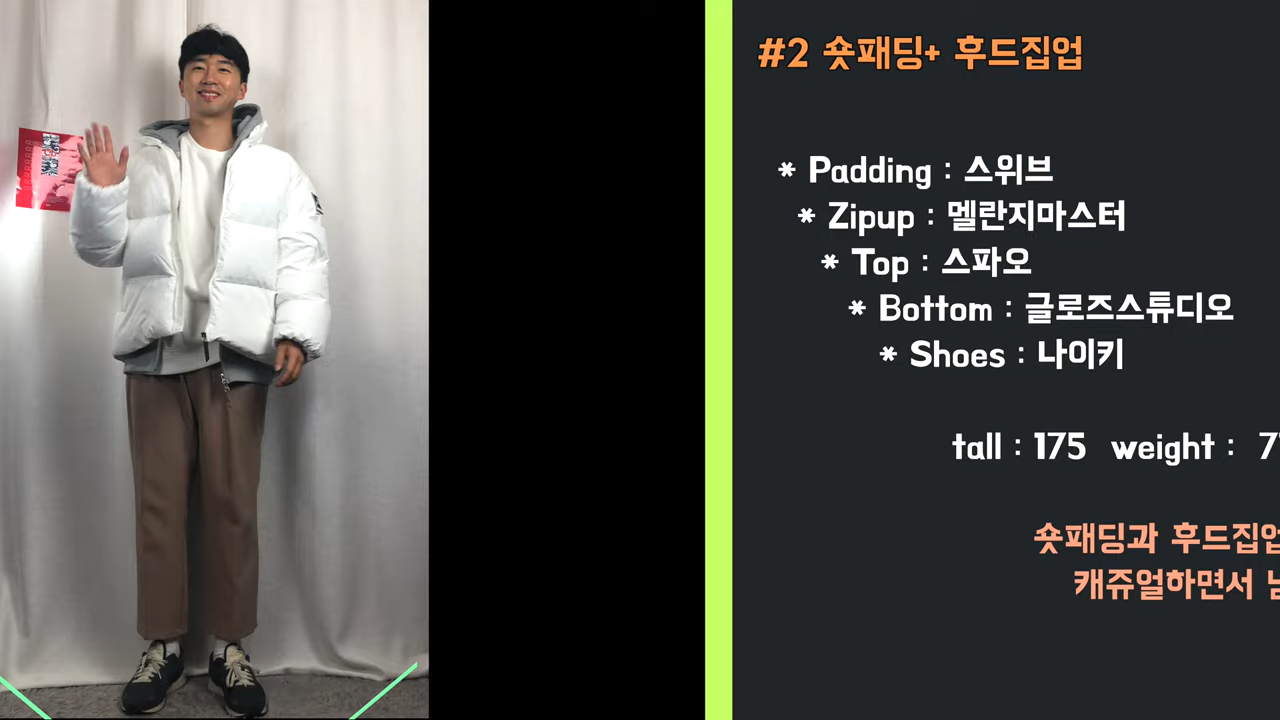 #2 숏패딩+ 후드집업
* Padding : 스위브
* Zipup : 멜란지마스터
* Top : 스파오
* Bottom : 글로즈스튜디오
* Shoes : 나이키
tall : 175 weight :
숏패딩과 후드집업
캐쥬얼하면서